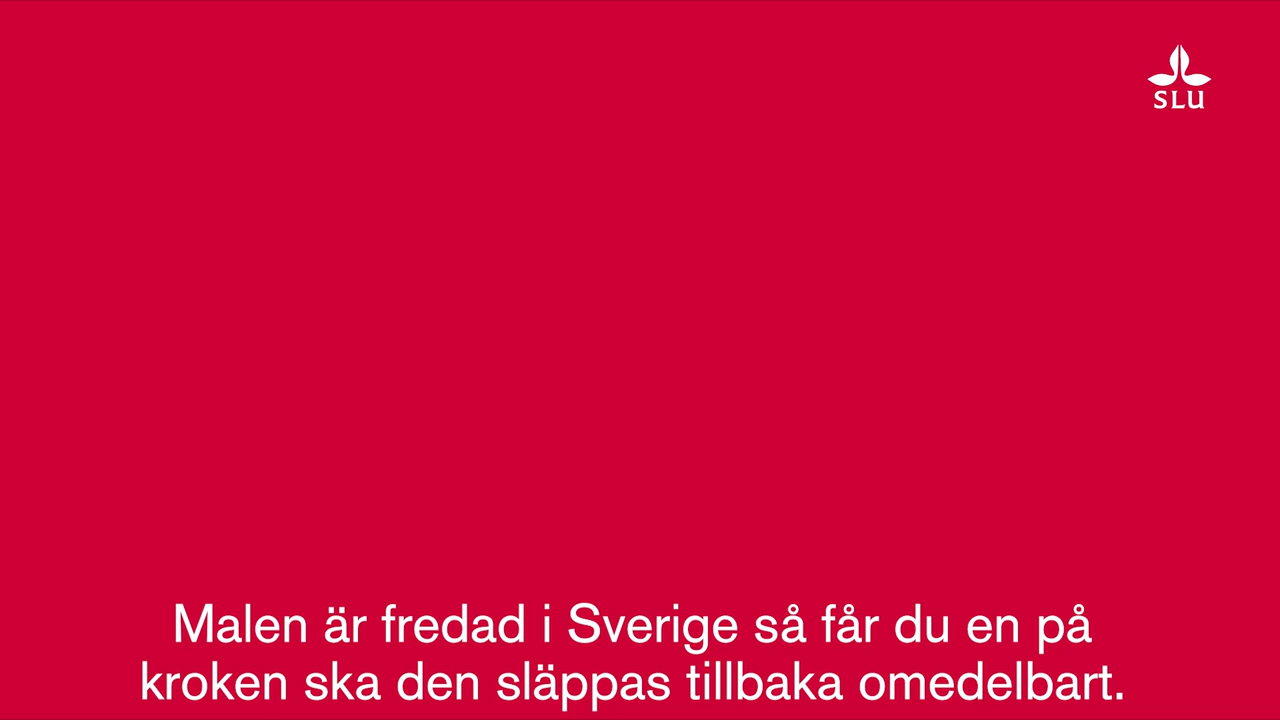 SLU
Malen är fredad i Sverige så får du en på
kroken ska den släppas tillbaka omedelbart.